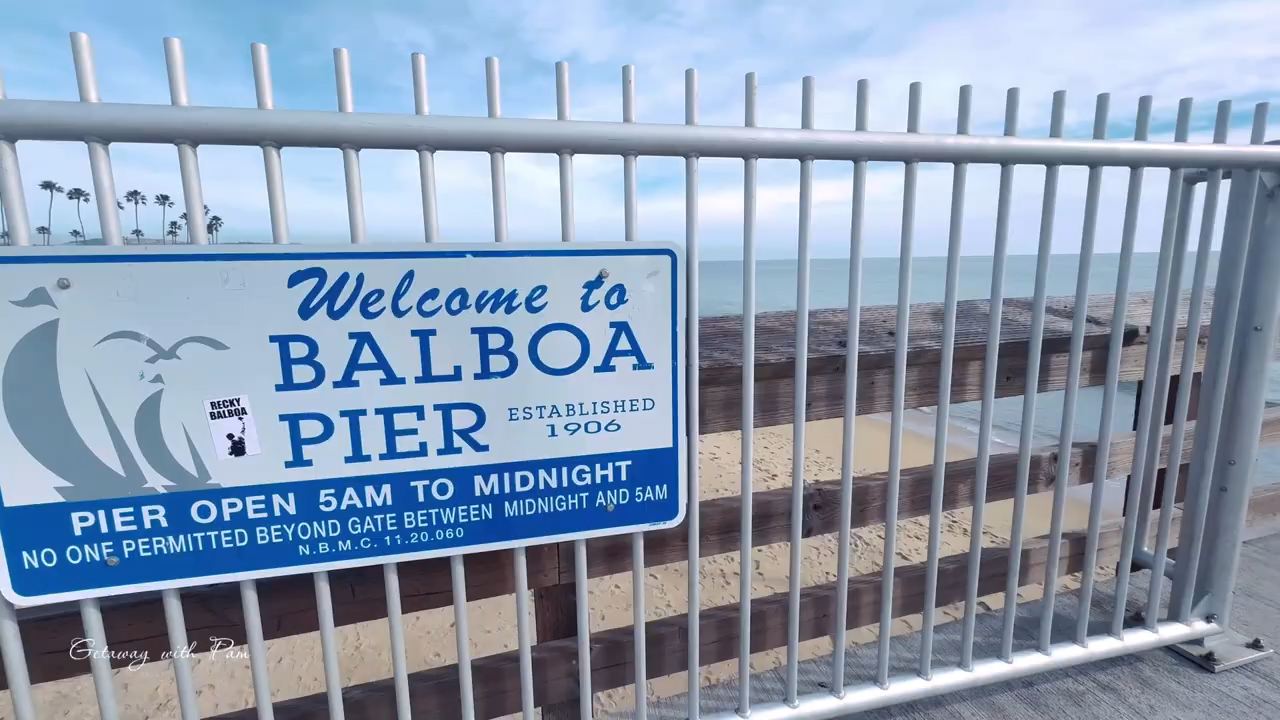 Welcome to
BALBOA
PIER
ESTABLISHED
1906
RECKY
BALBOA
PIER OPEN 5AM TO MIDNIGHT
NO ONE PERMITTED BEYOND GATE BETWEEN MIDNIGHT AND 5AM
N.B.M.C. 11.20.060
Getaway with Pam